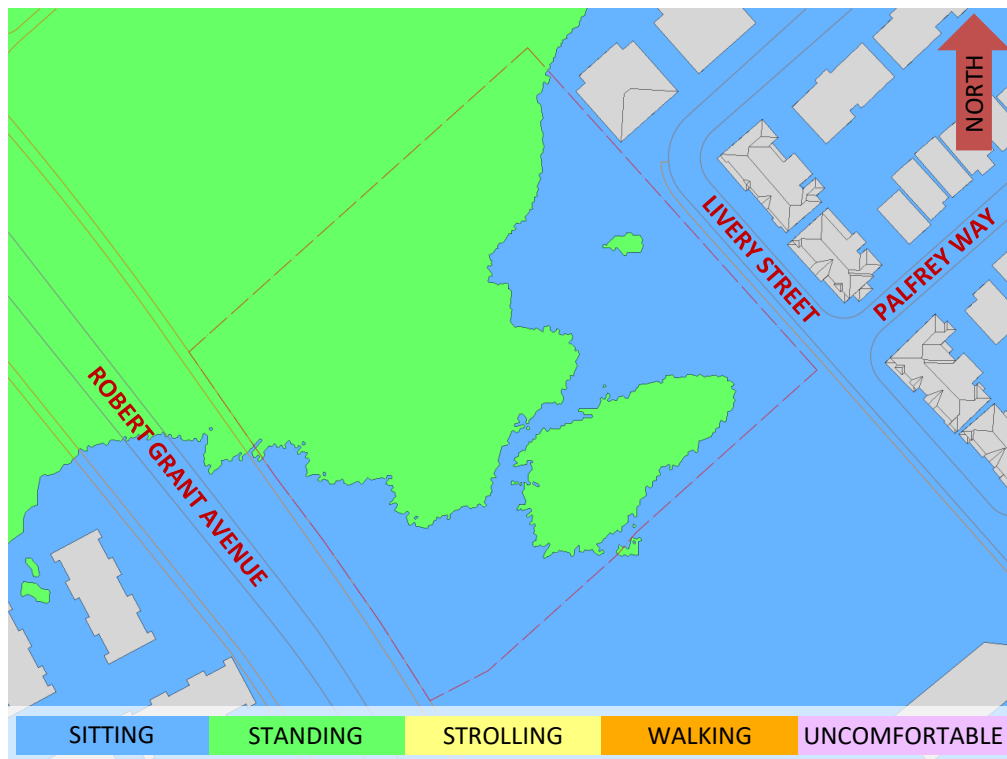 NORTH
LIVERY STREET
PALFREY WAY
ROBERT GRANT AVENUE
SITTING STANDING STROLLING WALKING UNCOMFORTABLE